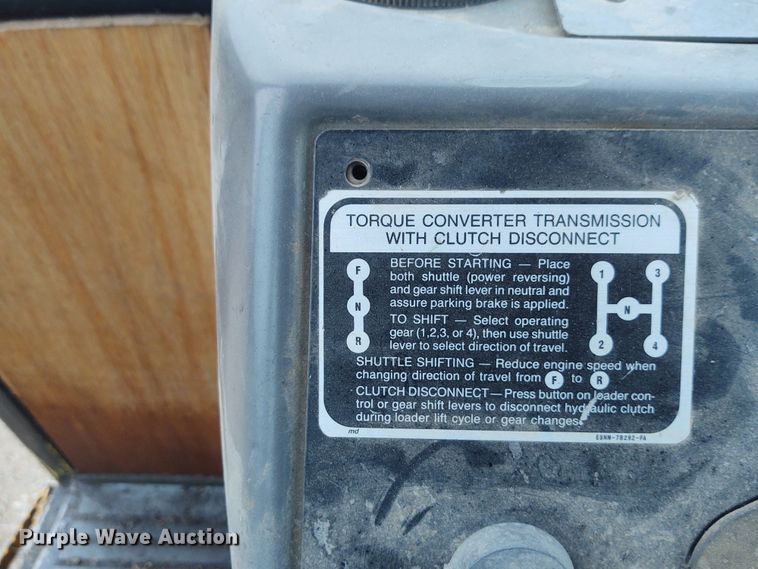 TORQUE CONVERTER TRANSMISSION
WITH CLUTCH DISCONNECT
F
N
R
BEFORE STARTING — Place
both shuttle (power reversing)
and gear shift lever in neutral and
assure parking brake is applied.
TO SHIFT — Select operating
gear (1,2,3, or 4), then use shuttle
lever to select direction of travel.
1 3
N
2 4
SHUTTLE SHIFTING — Reduce engine speed when
changing direction of travel from F to R
CLUTCH DISCONNECT — Press button on loader con-
trol or gear shift levers to disconnect hydraulic clutch
during loader lift cycle or gear changes.
md
Purple Wave Auction